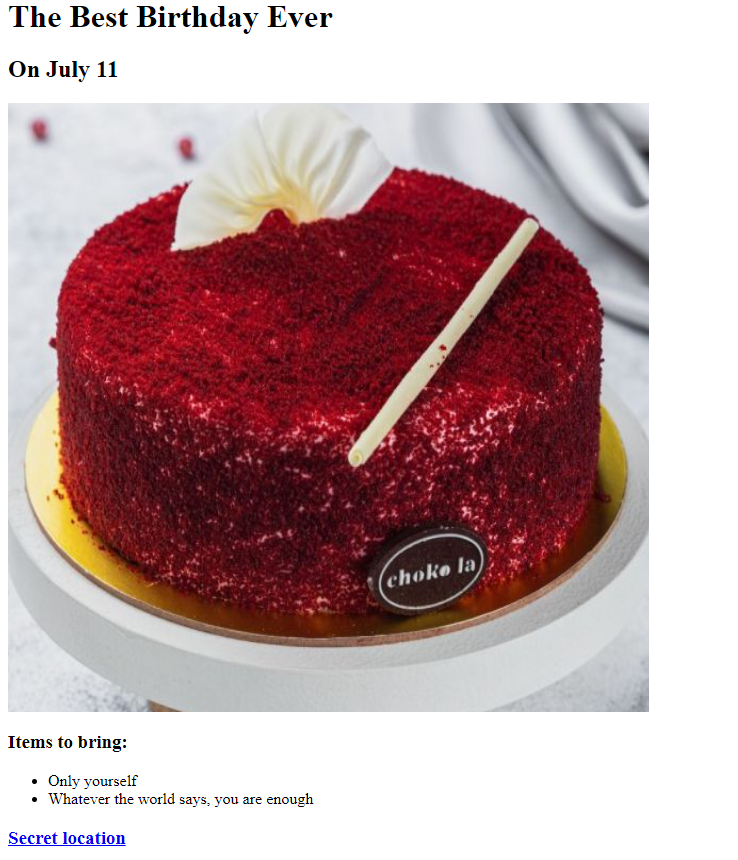 The Best Birthday Ever
On July 11
choko la
Items to bring:
Only yourself
Whatever the world says, you are enough
Secret location